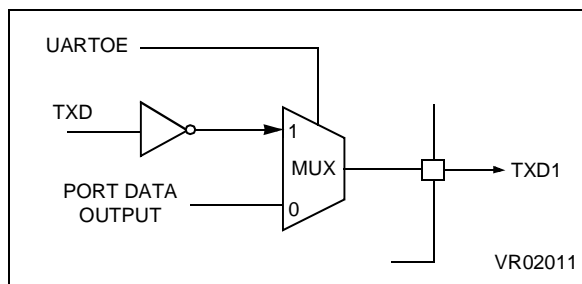 UARTOE
TXD
1
MUX
TXD1
PORT DATA
OUTPUT
0
VR02011